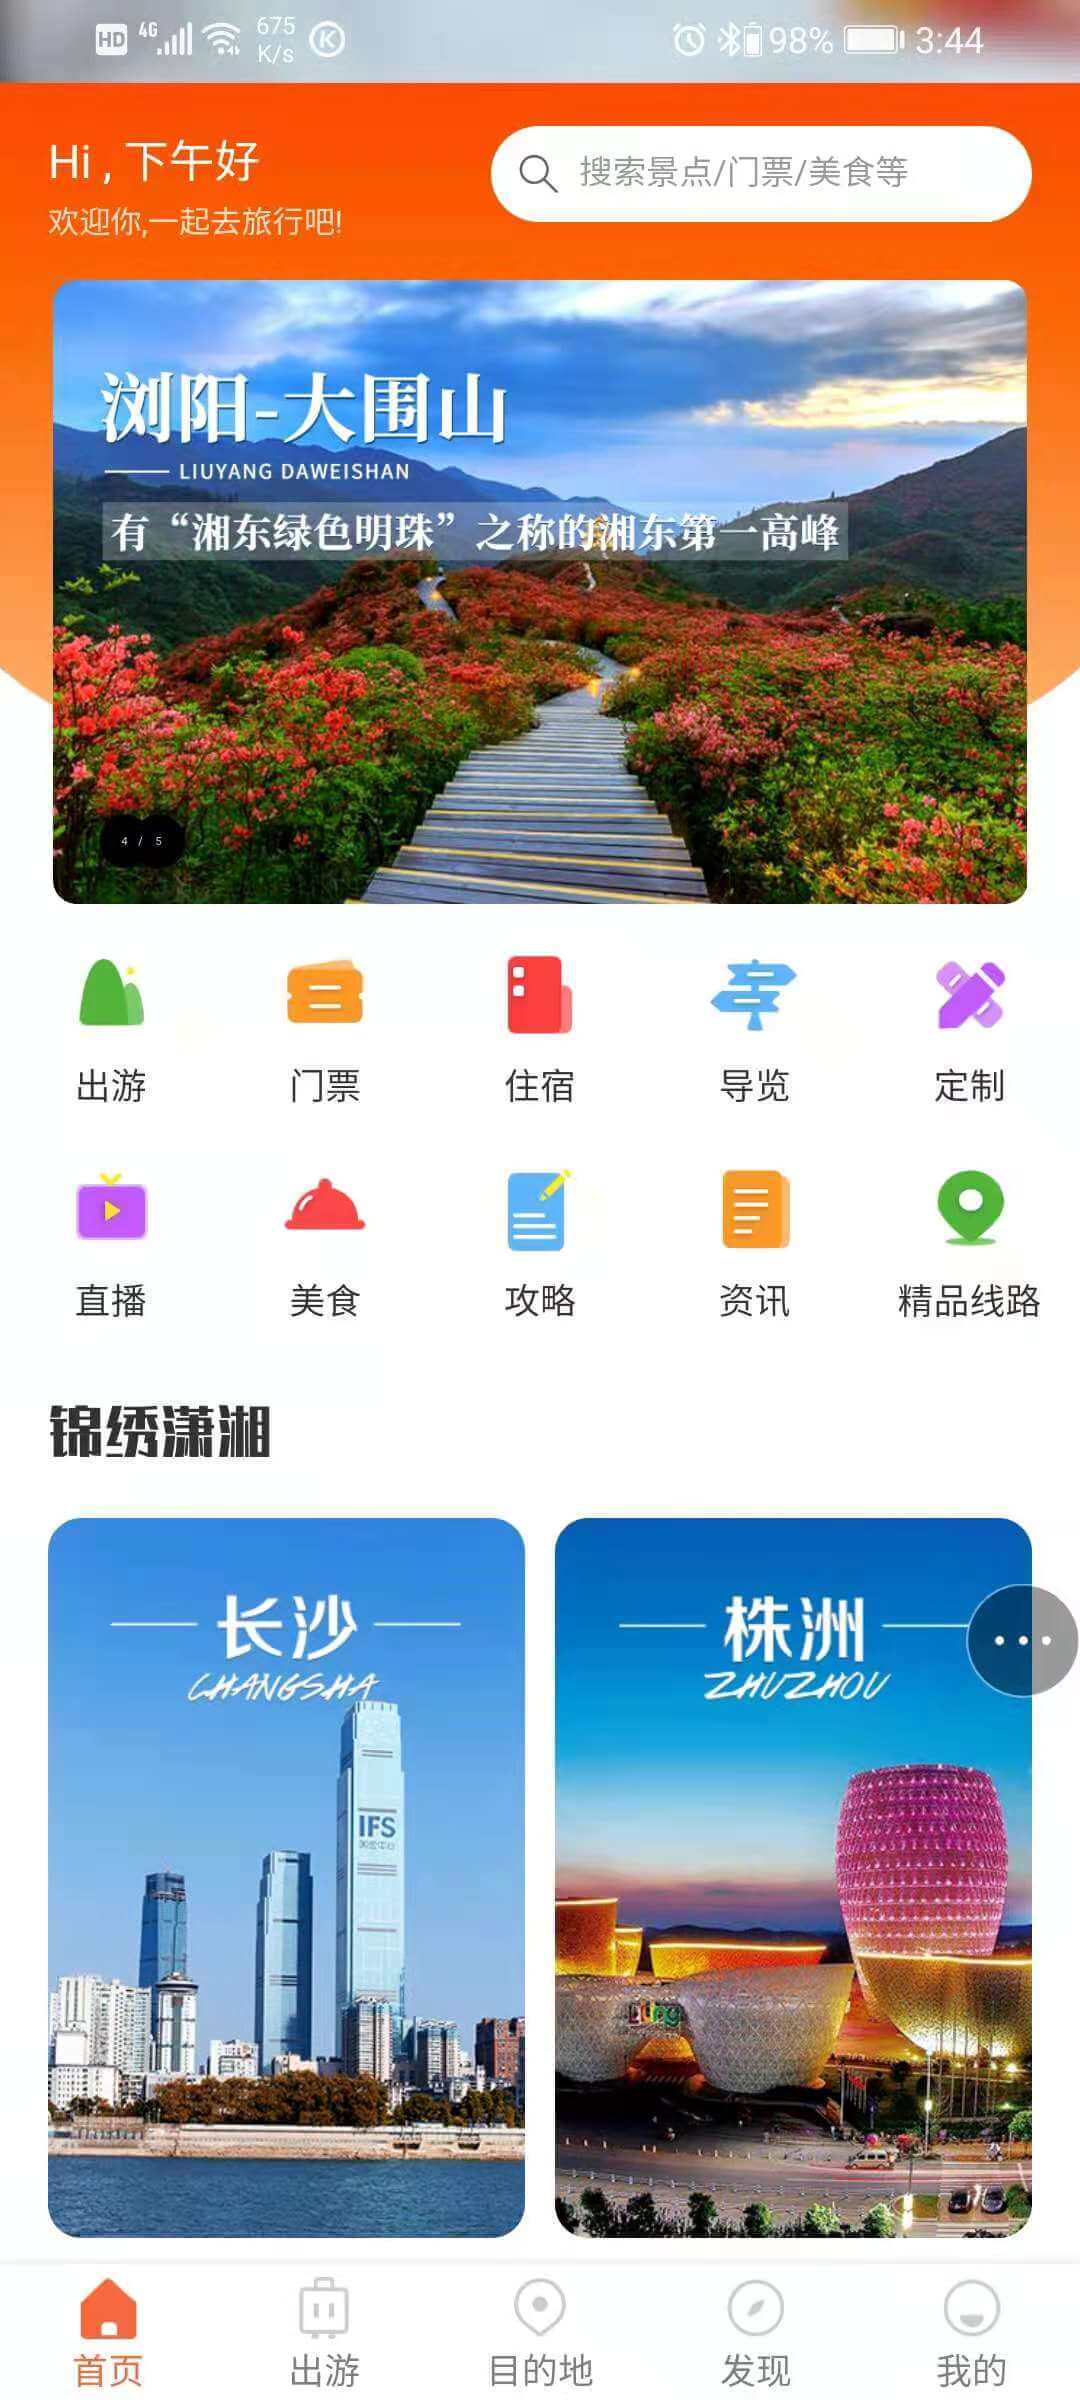 HD 4G 675 K/s 98% 3:44
Hi , 下午好
搜索景点/门票/美食等
欢迎你,一起去旅行吧!
浏阳-大围山
LIUYANG DAWEISHAN
有“湘东绿色明珠”之称的湘东第一高峰
4 / 5
出游 门票 住宿 导览 定制
直播 美食 攻略 资讯 精品线路
锦绣潇湘
长沙
CHANGSHA
IFS
株洲
ZHUZHOU
首页 出游 目的地 发现 我的